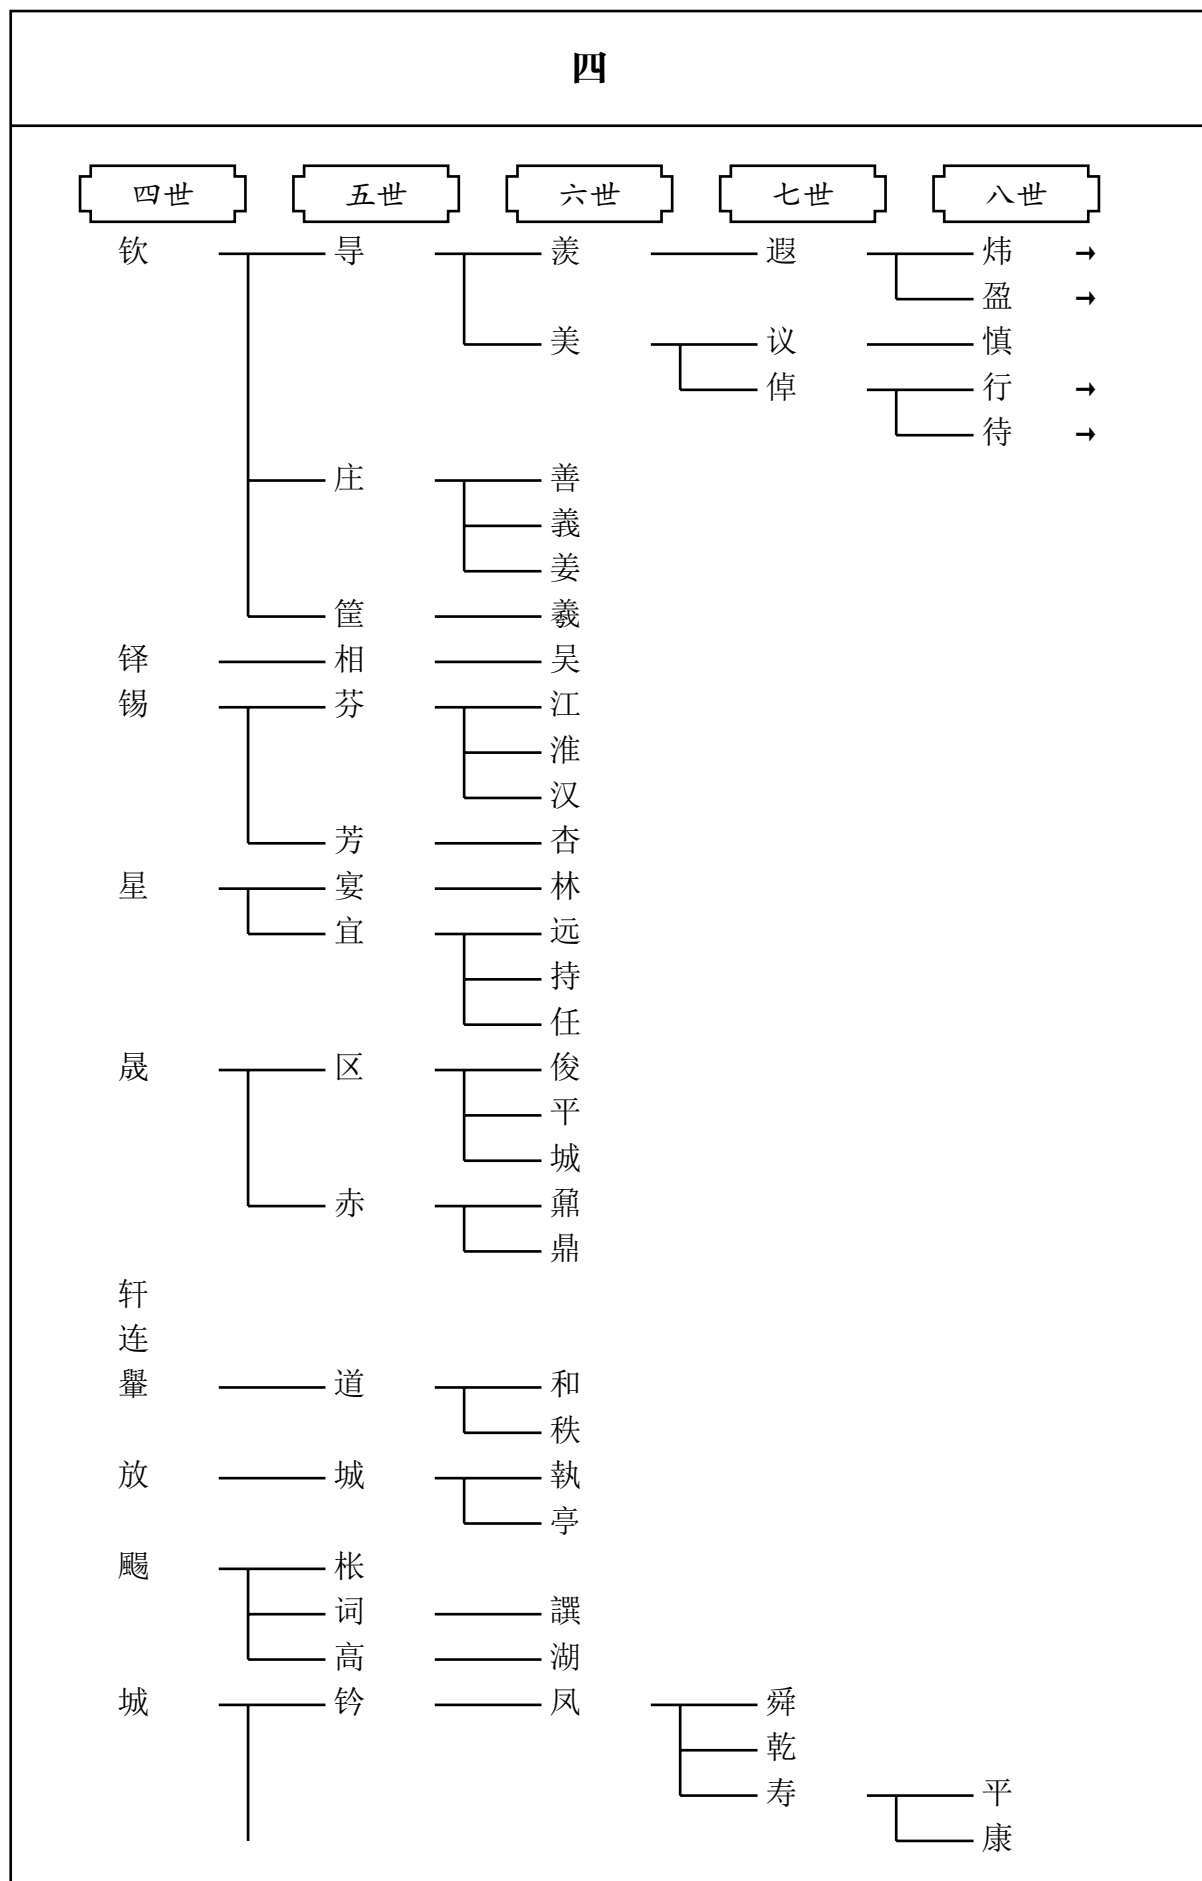 四
四世 五世 六世 七世 八世
钦 导 羡 遐 炜 →
盈 →
美 议 慎
倬 行 →
待 →
庄 善
義
姜
筐 羲
铎 相 吴
锡 芬 江
淮
汉
芳 杏
星 宴 林
宜 远
持
任
晟 区 俊
平
城
赤 鼐
鼎
轩
连
轝 道 和
秩
放 城 執
亭
颺 枨
词 譔
高 湖
城 钤 凤 舜
乾
寿 平
康